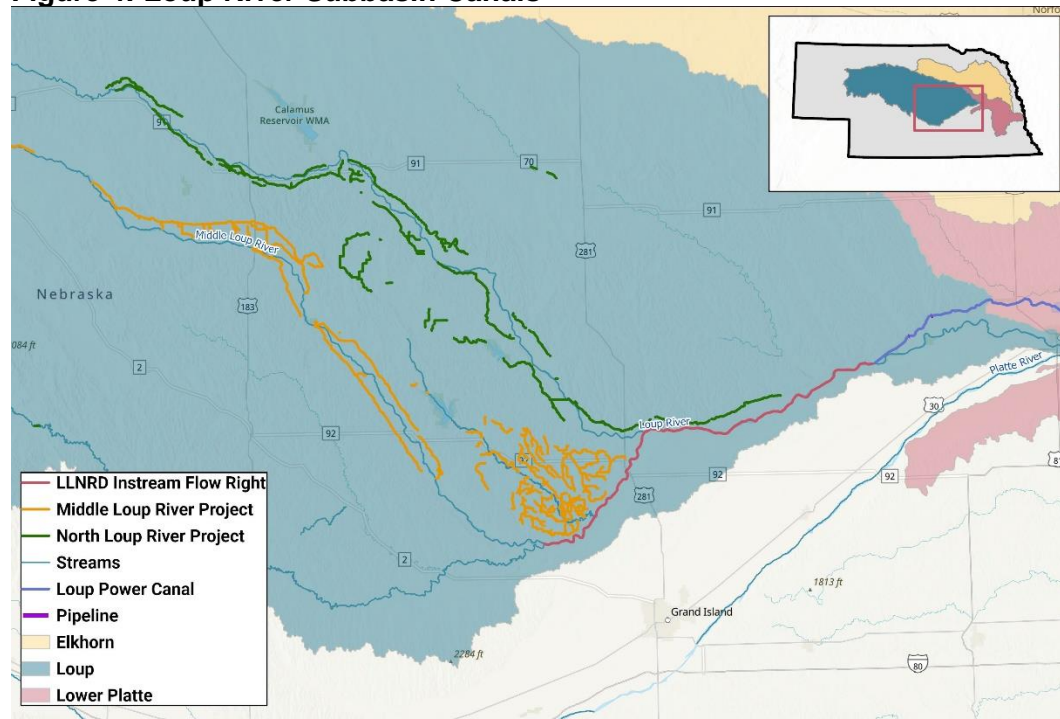 Figure 4. Loup River Subbasin Canals
Norfo
Calamus
Reservoir WMA
91
91
70
91
281
Middle Loup River
Nebraska
183
084 ft
2
Platte River
30
Loup River
92
92
92
92
281
81
2
1813 ft
Grand Island
2284 ft
80
LLNRD Instream Flow Right
Middle Loup River Project
North Loup River Project
Streams
Loup Power Canal
Pipeline
Elkhorn
Loup
Lower Platte